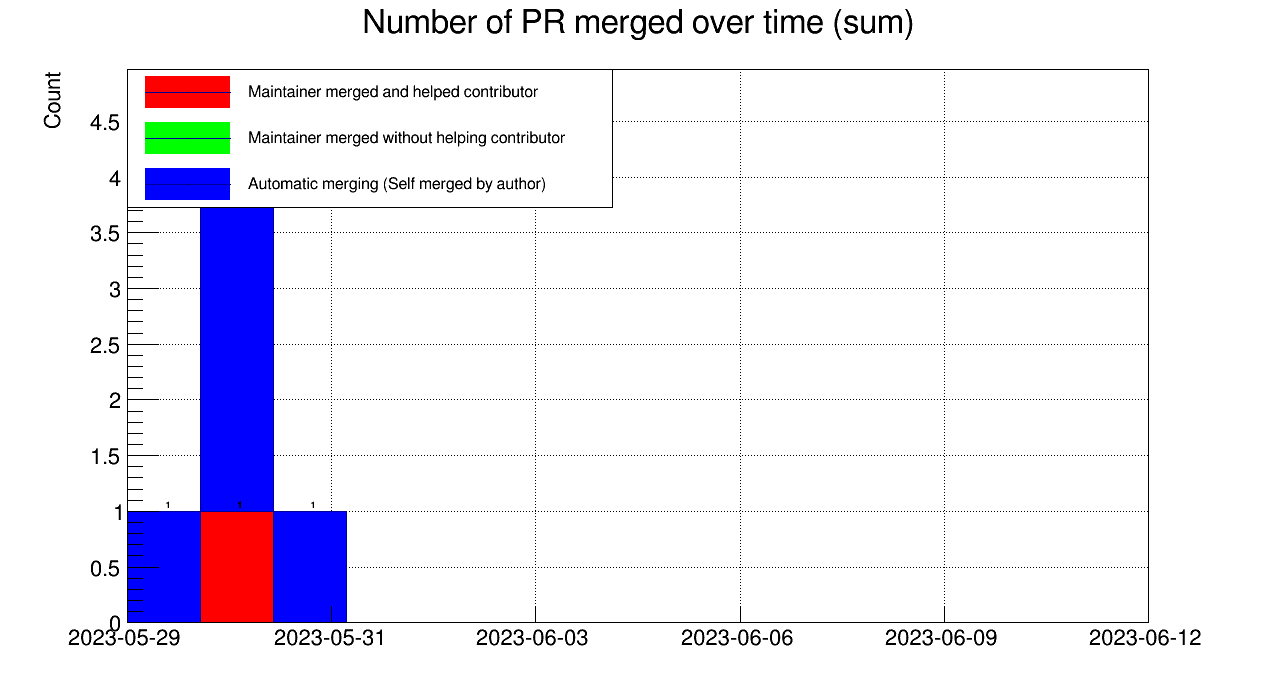 Number of PR merged over time (sum)
Count
Maintainer merged and helped contributor
Maintainer merged without helping contributor
Automatic merging (Self merged by author)
4.5
4
3.5
3
2.5
2
1.5
1
0.5
0
1 1 1
2023-05-29 2023-05-31 2023-06-03 2023-06-06 2023-06-09 2023-06-12